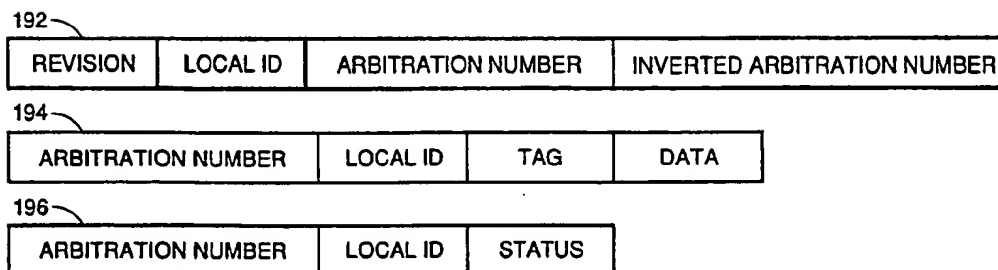 192
REVISION LOCAL ID ARBITRATION NUMBER INVERTED ARBITRATION NUMBER
194
ARBITRATION NUMBER LOCAL ID TAG DATA
196
ARBITRATION NUMBER LOCAL ID STATUS